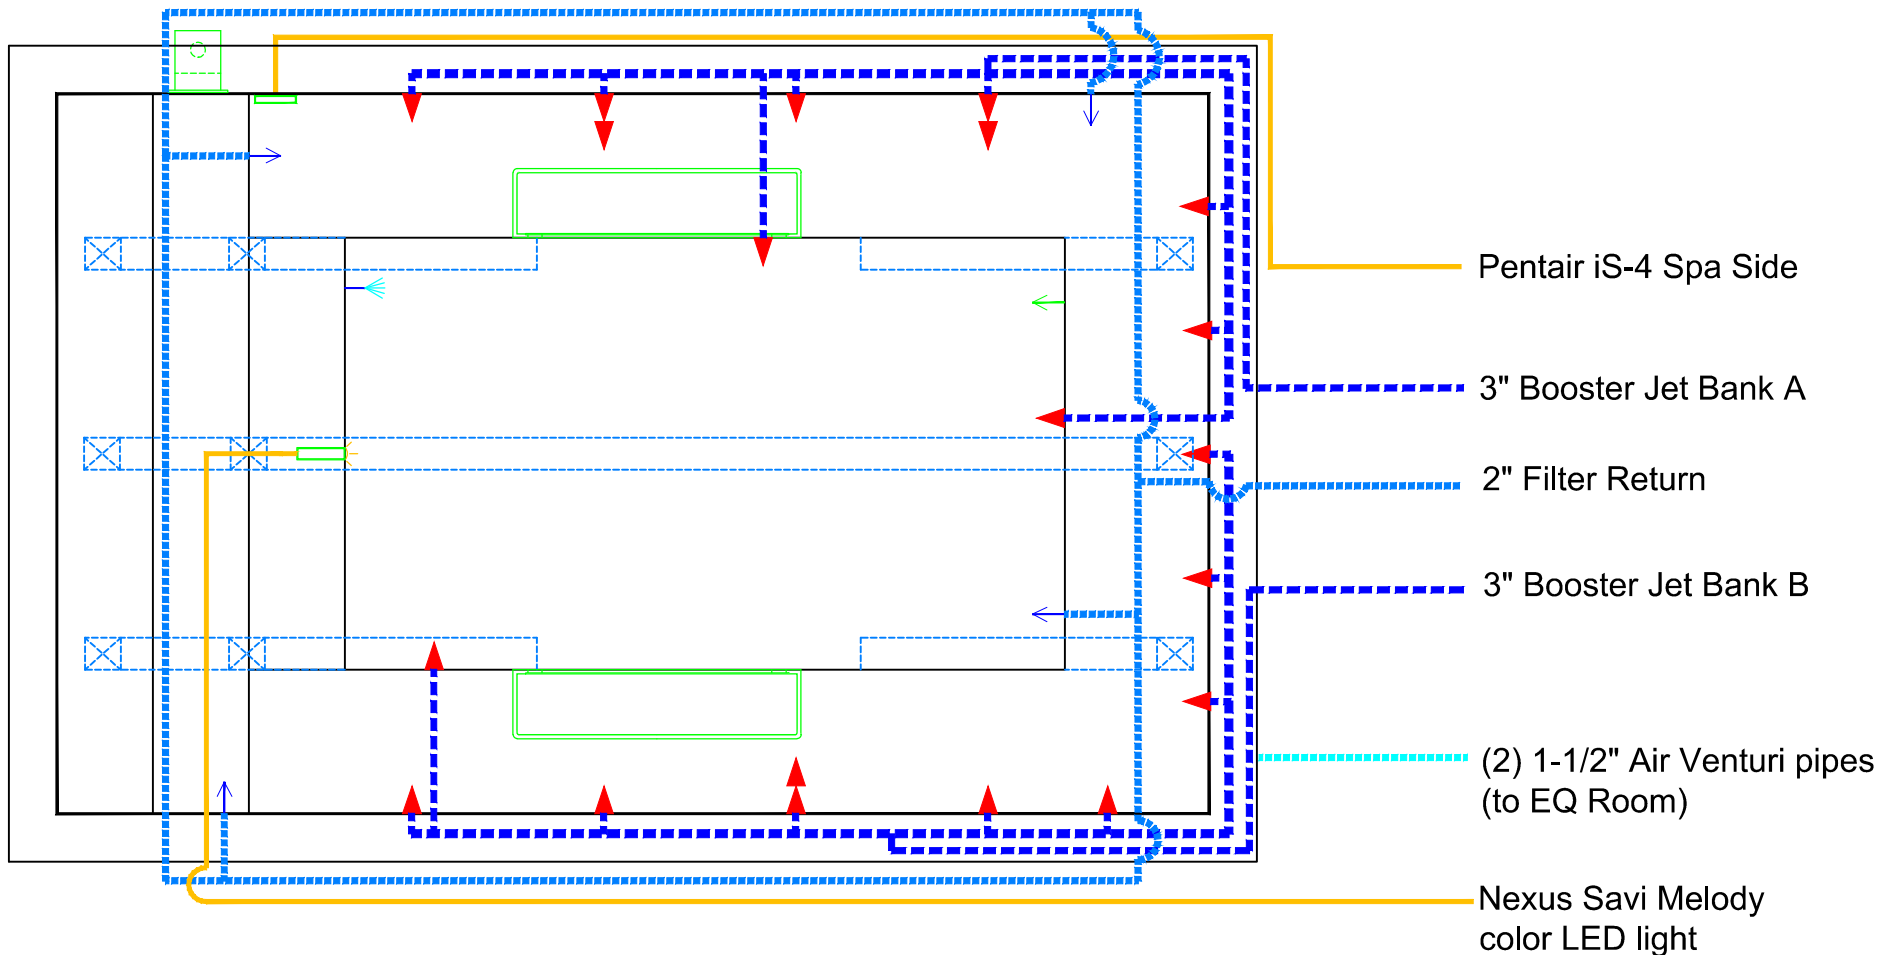 Pentair iS-4 Spa Side
3" Booster Jet Bank A
2" Filter Return
3" Booster Jet Bank B
(2) 1-1/2" Air Venturi pipes
(to EQ Room)
Nexus Savi Melody
color LED light